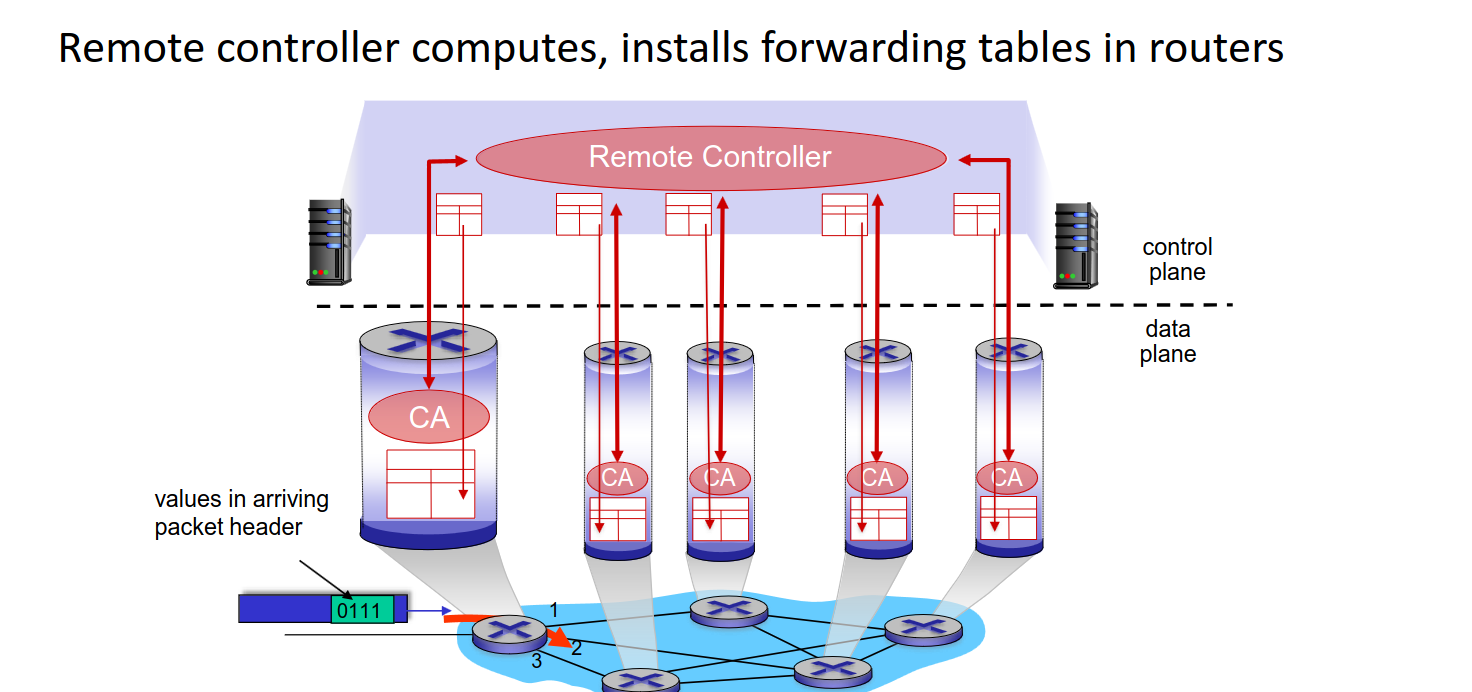 Remote controller computes, installs forwarding tables in routers
Remote Controller
control
plane
data
plane
CA
CA
CA
CA
CA
values in arriving
packet header
0111
1
2
3